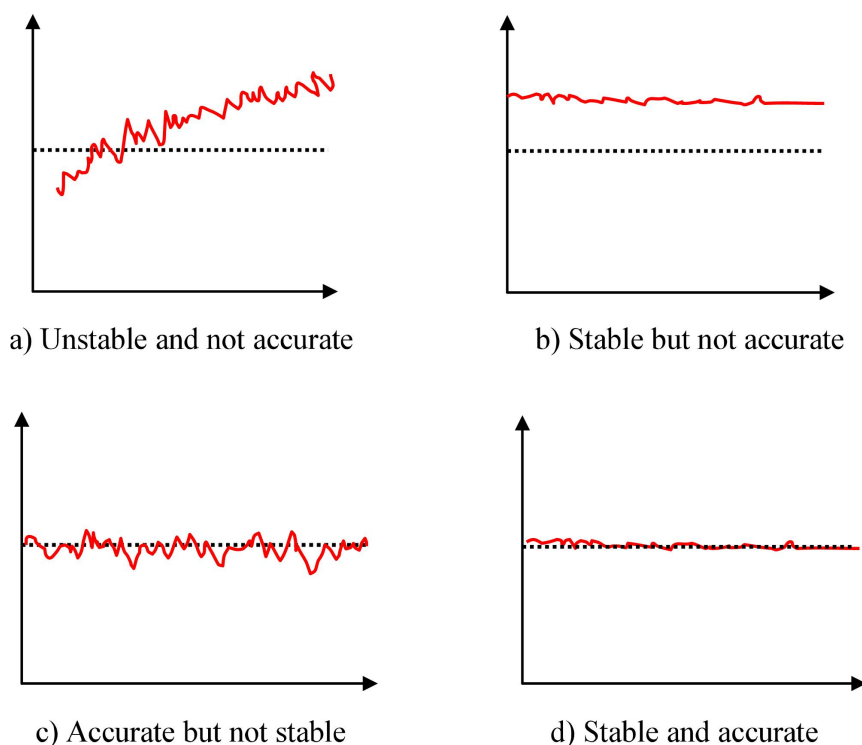 a) Unstable and not accurate
b) Stable but not accurate
c) Accurate but not stable
d) Stable and accurate